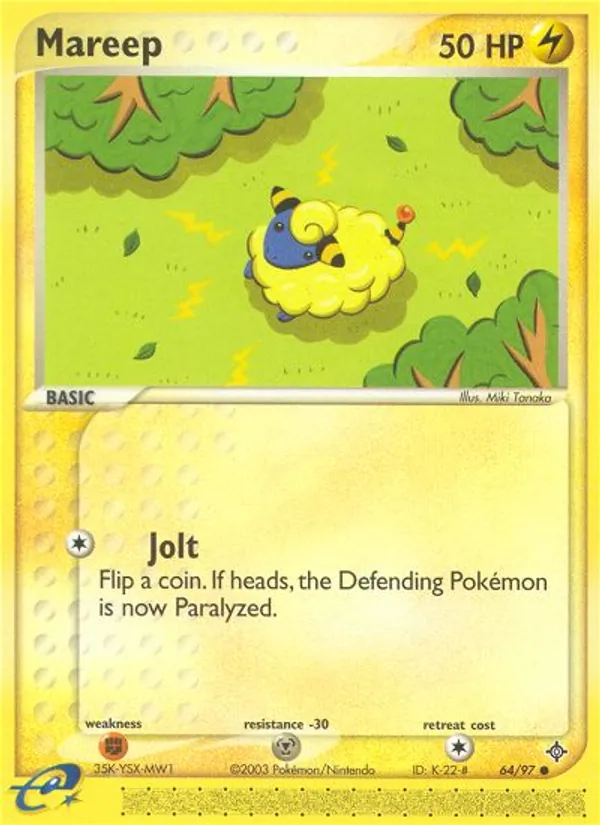 Mareep
50 HP
BASIC
Illus. Miki Tanaka
Jolt
Flip a coin. If heads, the Defending Pokémon
is now Paralyzed.
weakness resistance -30 retreat cost
35K-YSX-MW1 ©2003 Pokémon/Nintendo ID: K-22-# 64/97
e